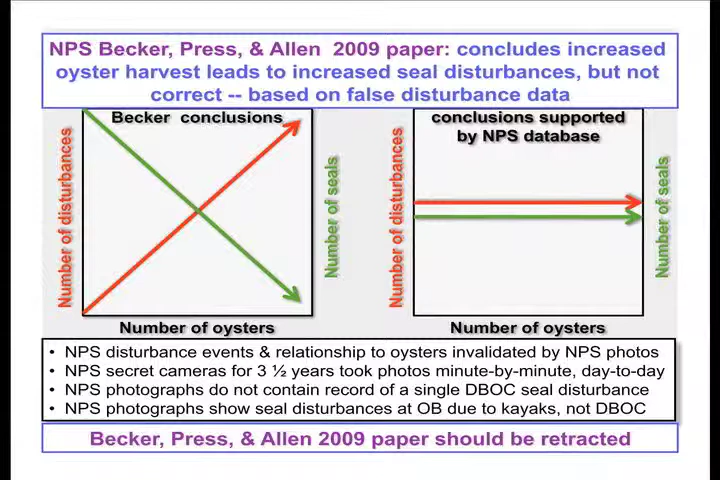 NPS Becker, Press, & Allen 2009 paper: concludes increased
oyster harvest leads to increased seal disturbances, but not
correct -- based on false disturbance data
Becker conclusions
Number of disturbances
Number of seals
Number of oysters
conclusions supported
by NPS database
Number of disturbances
Number of seals
Number of oysters
• NPS disturbance events & relationship to oysters invalidated by NPS photos
• NPS secret cameras for 3 ½ years took photos minute-by-minute, day-to-day
• NPS photographs do not contain record of a single DBOC seal disturbance
• NPS photographs show seal disturbances at OB due to kayaks, not DBOC
Becker, Press, & Allen 2009 paper should be retracted